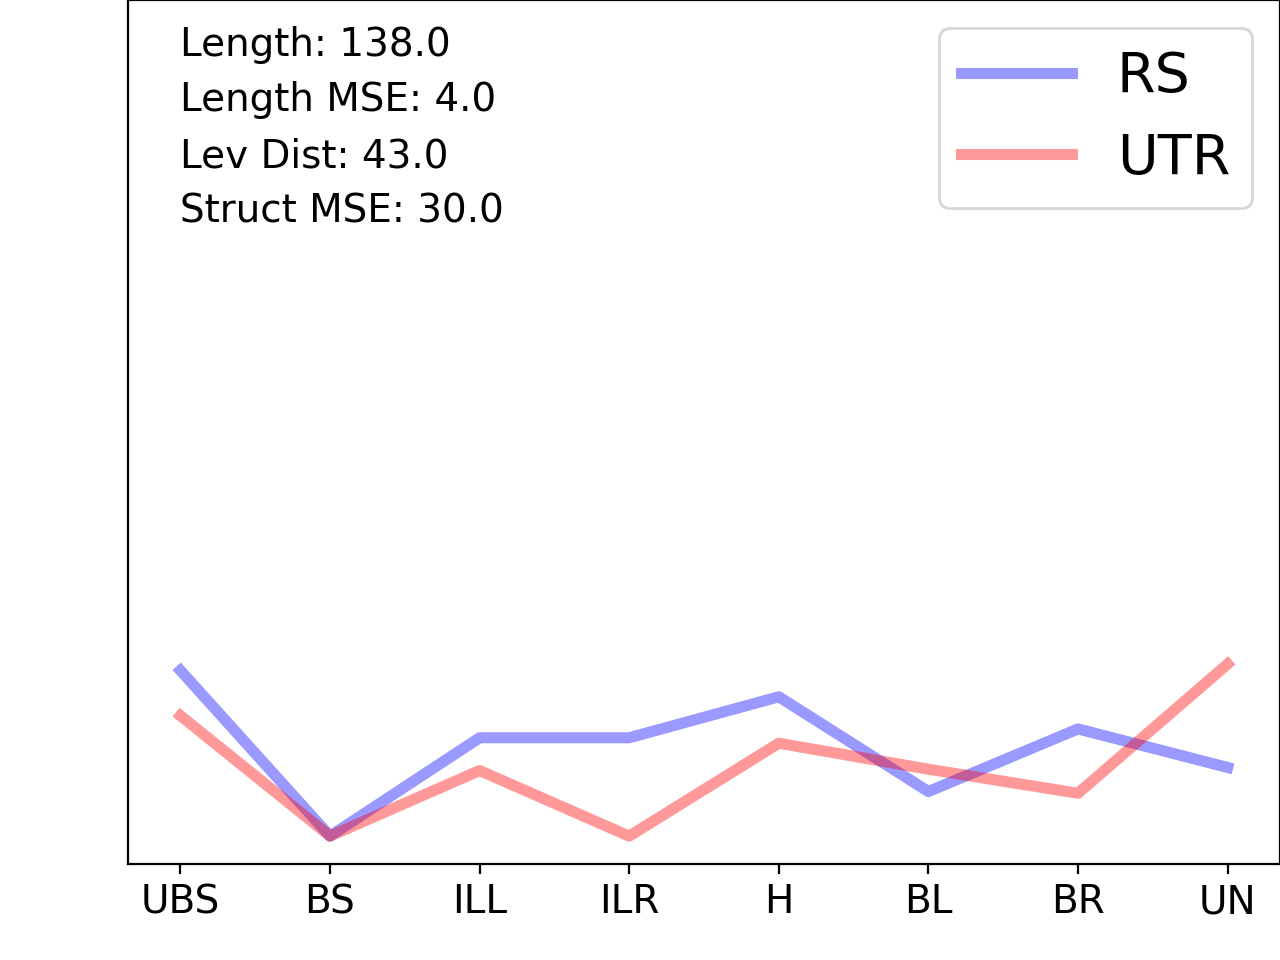 Length: 138.0
Length MSE: 4.0
Lev Dist: 43.0
Struct MSE: 30.0
RS
UTR
UBS BS ILL ILR H BL BR UN